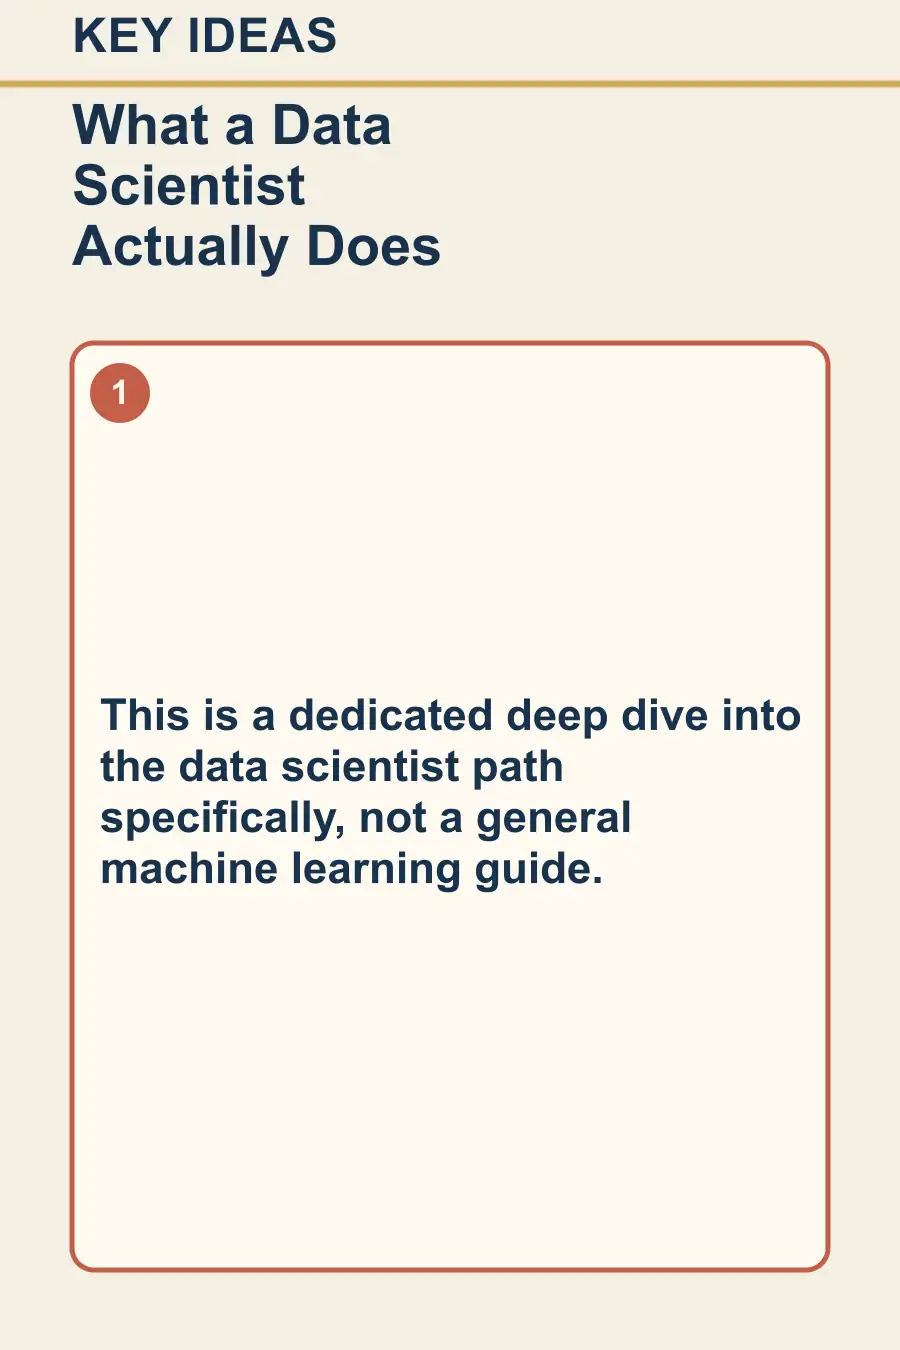 KEY IDEAS
What a Data
Scientist
Actually Does
1
This is a dedicated deep dive into
the data scientist path
specifically, not a general
machine learning guide.